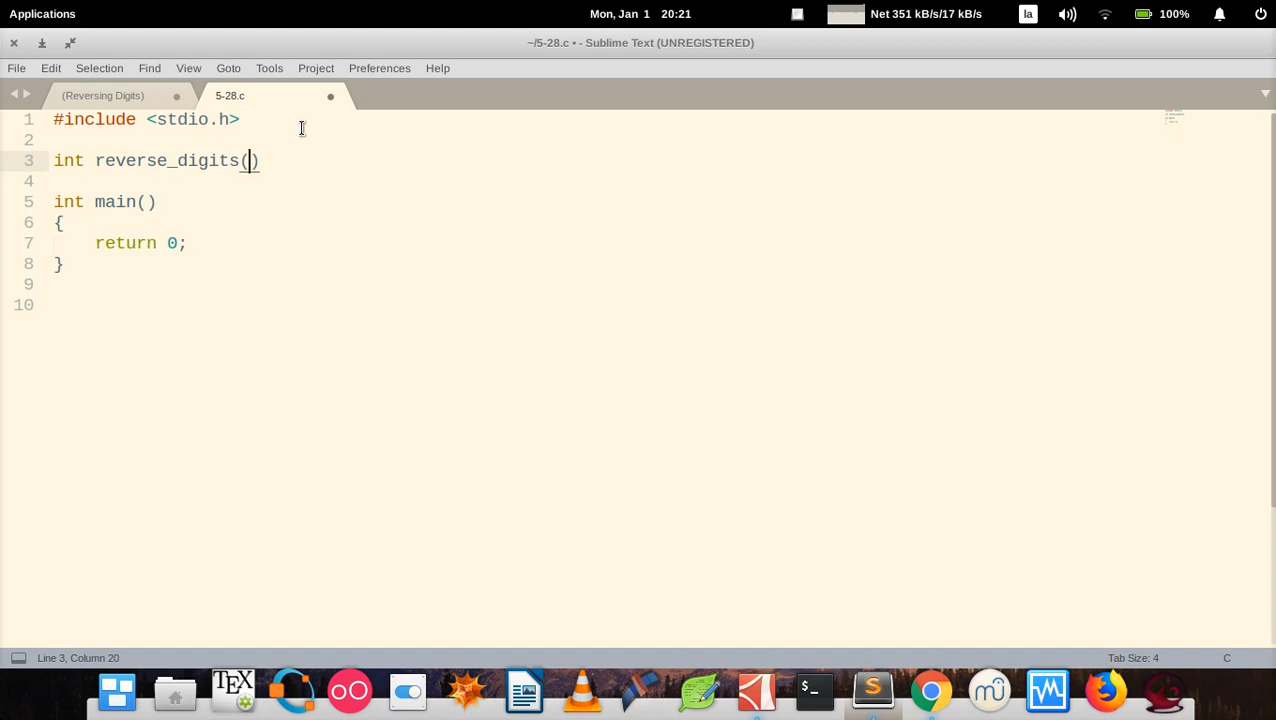 Applications
Mon, Jan 1 20:21
Net 351 kB/s/17 kB/s
la
100%
~/5-28.c • - Sublime Text (UNREGISTERED)
File Edit Selection Find View Goto Tools Project Preferences Help
(Reversing Digits)
5-28.c
1 #include <stdio.h>
2
3 int reverse_digits()
4
5 int main()
6 {
7 return 0;
8 }
9
10
Line 3, Column 20
Tab Size: 4
C
TEX
>_
S